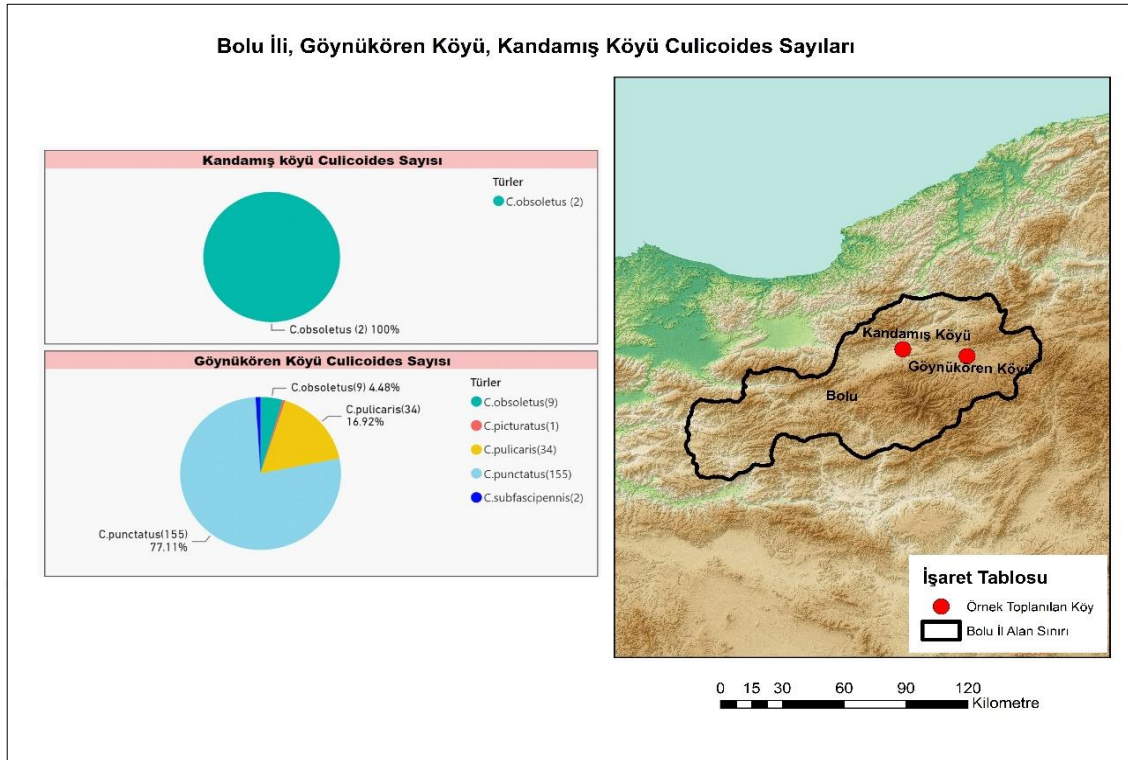 Bolu İli, Göynükören Köyü, Kandamış Köyü Culicoides Sayıları
Kandamış köyü Culicoides Sayısı
Türler
C.obsoletus (2)
C.obsoletus (2) 100%
Göynükören Köyü Culicoides Sayısı
C.obsoletus(9) 4.48%
C.pulicaris(34)
16.92%
C.punctatus(155)
77.11%
Türler
C.obsoletus(9)
C.picturatus(1)
C.pulicaris(34)
C.punctatus(155)
C.subfascipennis(2)
Kandamış Köyü
Göynükören Köyü
Bolu
İşaret Tablosu
Örnek Toplanılan Köy
Bolu İl Alan Sınırı
0 15 30 60 90 120
Kilometre